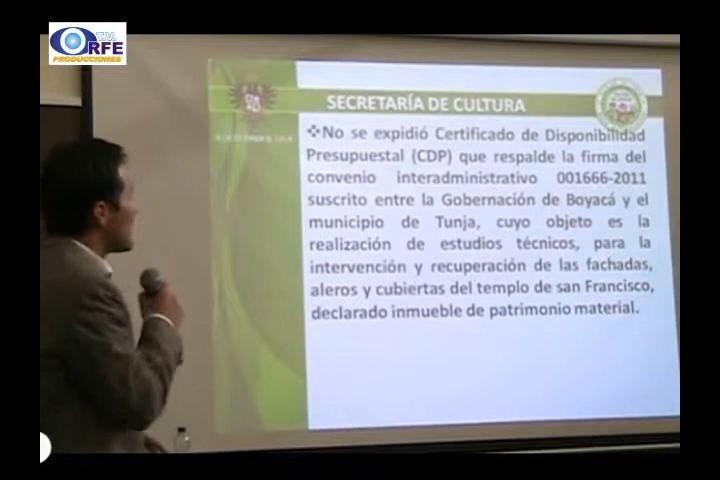 T.V.
ORFE
PRODUCCIONES
SECRETARÍA DE CULTURA
❖No se expidió Certificado de Disponibilidad
Presupuestal (CDP) que respalde la firma del
convenio interadministrativo 001666-2011
suscrito entre la Gobernación de Boyacá y el
municipio de Tunja, cuyo objeto es la
realización de estudios técnicos, para la
intervención y recuperación de las fachadas,
aleros y cubiertas del templo de san Francisco,
declarado inmueble de patrimonio material.